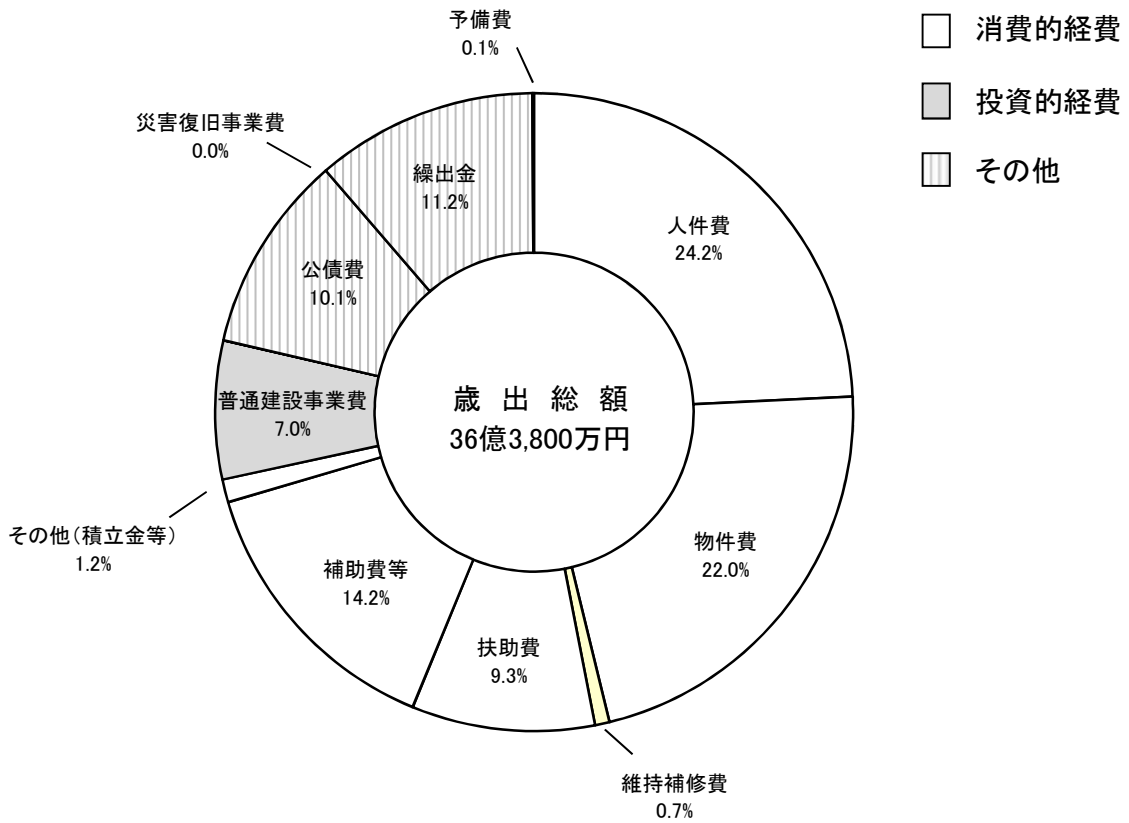 消費的経費
投資的経費
その他
予備費
0.1%
災害復旧事業費
0.0%
繰出金
11.2%
人件費
24.2%
公債費
10.1%
普通建設事業費
7.0%
歳出総額
36億3,800万円
その他（積立金等）
1.2%
物件費
22.0%
補助費等
14.2%
扶助費
9.3%
維持補修費
0.7%